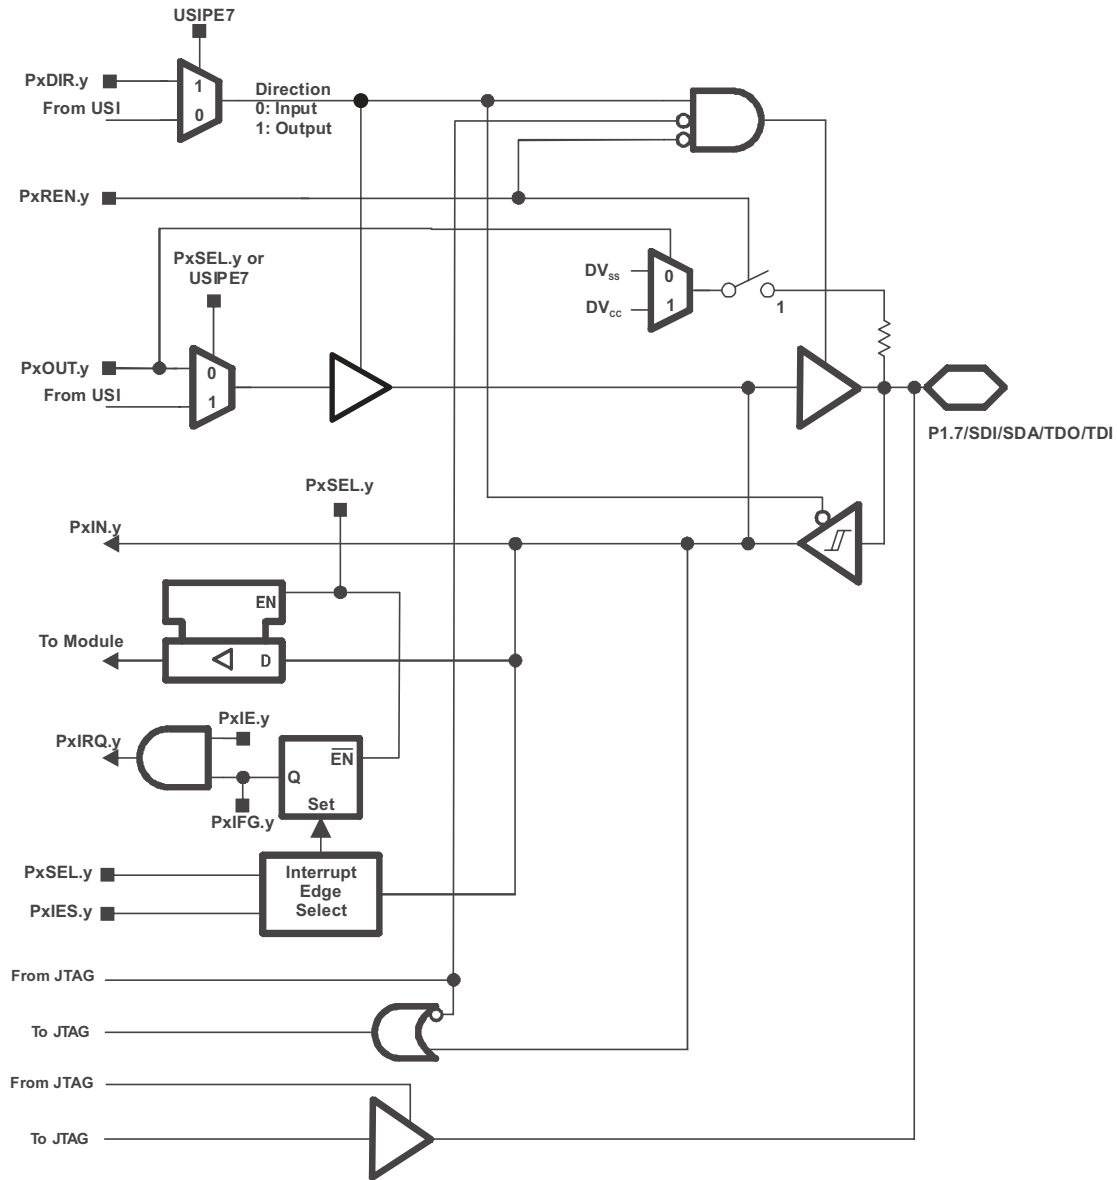 USIPE7
PxDIR.y
1
From USI
0
Direction
0: Input
1: Output
PxREN.y
PxSEL.y or
USIPE7
DVSS
0
DVCC
1
1
PxOUT.y
0
From USI
1
P1.7/SDI/SDA/TDO/TDI
PxSEL.y
PxIN.y
EN
To Module
D
PxIE.y
PxIRQ.y
EN
Q
Set
PxIFG.y
PxSEL.y
Interrupt
Edge
Select
PxIES.y
From JTAG
To JTAG
From JTAG
To JTAG